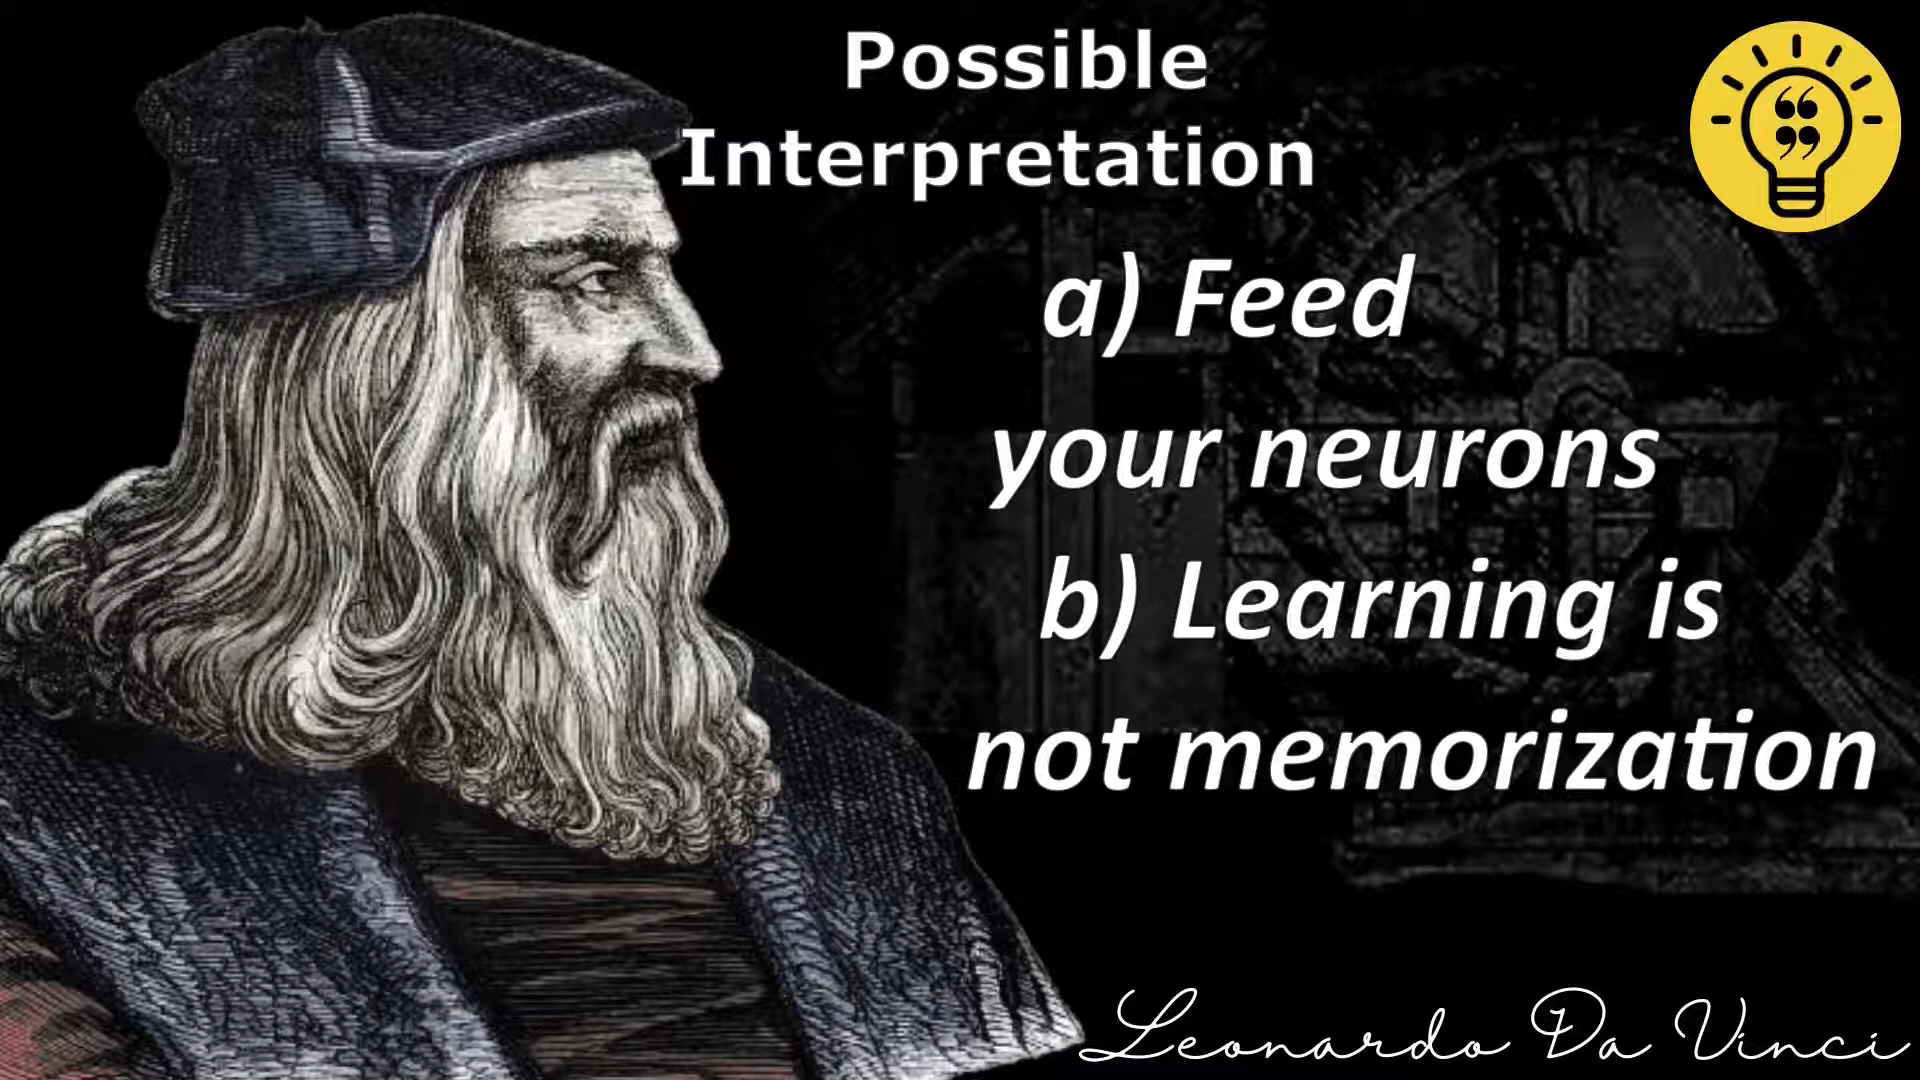 Possible
Interpretation
a) Feed
your neurons
b) Learning is
not memorization
Leonardo Da Vinci